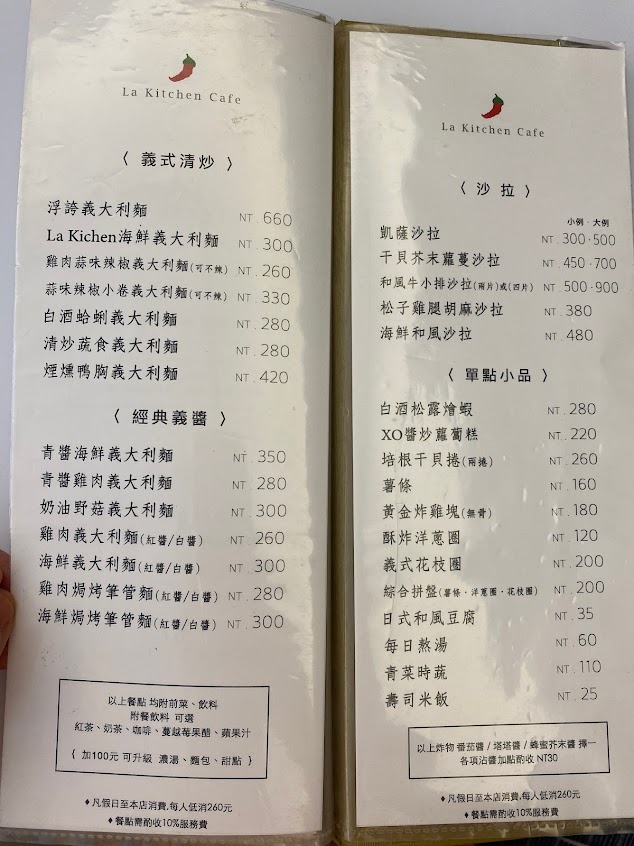 La Kitchen Cafe
〈 義式清炒 〉
浮誇義大利麵 NT . 660
La Kichen海鮮義大利麵 NT . 300
雞肉蒜味辣椒義大利麵(可不辣) NT . 260
蒜味辣椒小卷義大利麵(可不辣) NT . 330
白酒蛤蜊義大利麵 NT . 280
清炒蔬食義大利麵 NT . 280
煙燻鴨胸義大利麵 NT . 420
〈 經典義醬 〉
青醬海鮮義大利麵 NT . 350
青醬雞肉義大利麵 NT . 280
奶油野菇義大利麵 NT . 300
雞肉義大利麵(紅醬/白醬) NT . 260
海鮮義大利麵(紅醬/白醬) NT . 300
雞肉焗烤筆管麵(紅醬/白醬) NT . 280
海鮮焗烤筆管麵(紅醬/白醬) NT . 300
以上餐點 均附前菜、飲料
附餐飲料 可選
紅茶、奶茶、咖啡、蔓越莓果醋、蘋果汁
{ 加100元 可升級 濃湯、麵包、甜點 }
♦凡假日至本店消費,每人低消260元
♦餐點需酌收10%服務費
La Kitchen Cafe
〈 沙 拉 〉
小例 · 大例
凱薩沙拉 NT . 300 · 500
干貝芥末蘿蔓沙拉 NT . 450 · 700
和風牛小排沙拉(兩片)或(四片) NT . 500 · 900
松子雞腿胡麻沙拉 NT . 380
海鮮和風沙拉 NT . 480
〈 單點小品 〉
白酒松露燴蝦 NT . 280
XO醬炒蘿蔔糕 NT . 220
培根干貝捲(兩捲) NT . 260
薯條 NT . 160
黃金炸雞塊(無骨) NT . 180
酥炸洋蔥圈 NT . 120
義式花枝圈 NT . 200
綜合拼盤(薯條 · 洋蔥圈 · 花枝圈) NT . 200
日式和風豆腐 NT . 35
每日熬湯 NT . 60
青菜時蔬 NT . 110
壽司米飯 NT . 25
以上炸物 番茄醬 / 塔塔醬 / 蜂蜜芥末醬 擇一
各項沾醬加點酌收 NT30
♦凡假日至本店消費,每人低消260元
♦餐點需酌收10%服務費